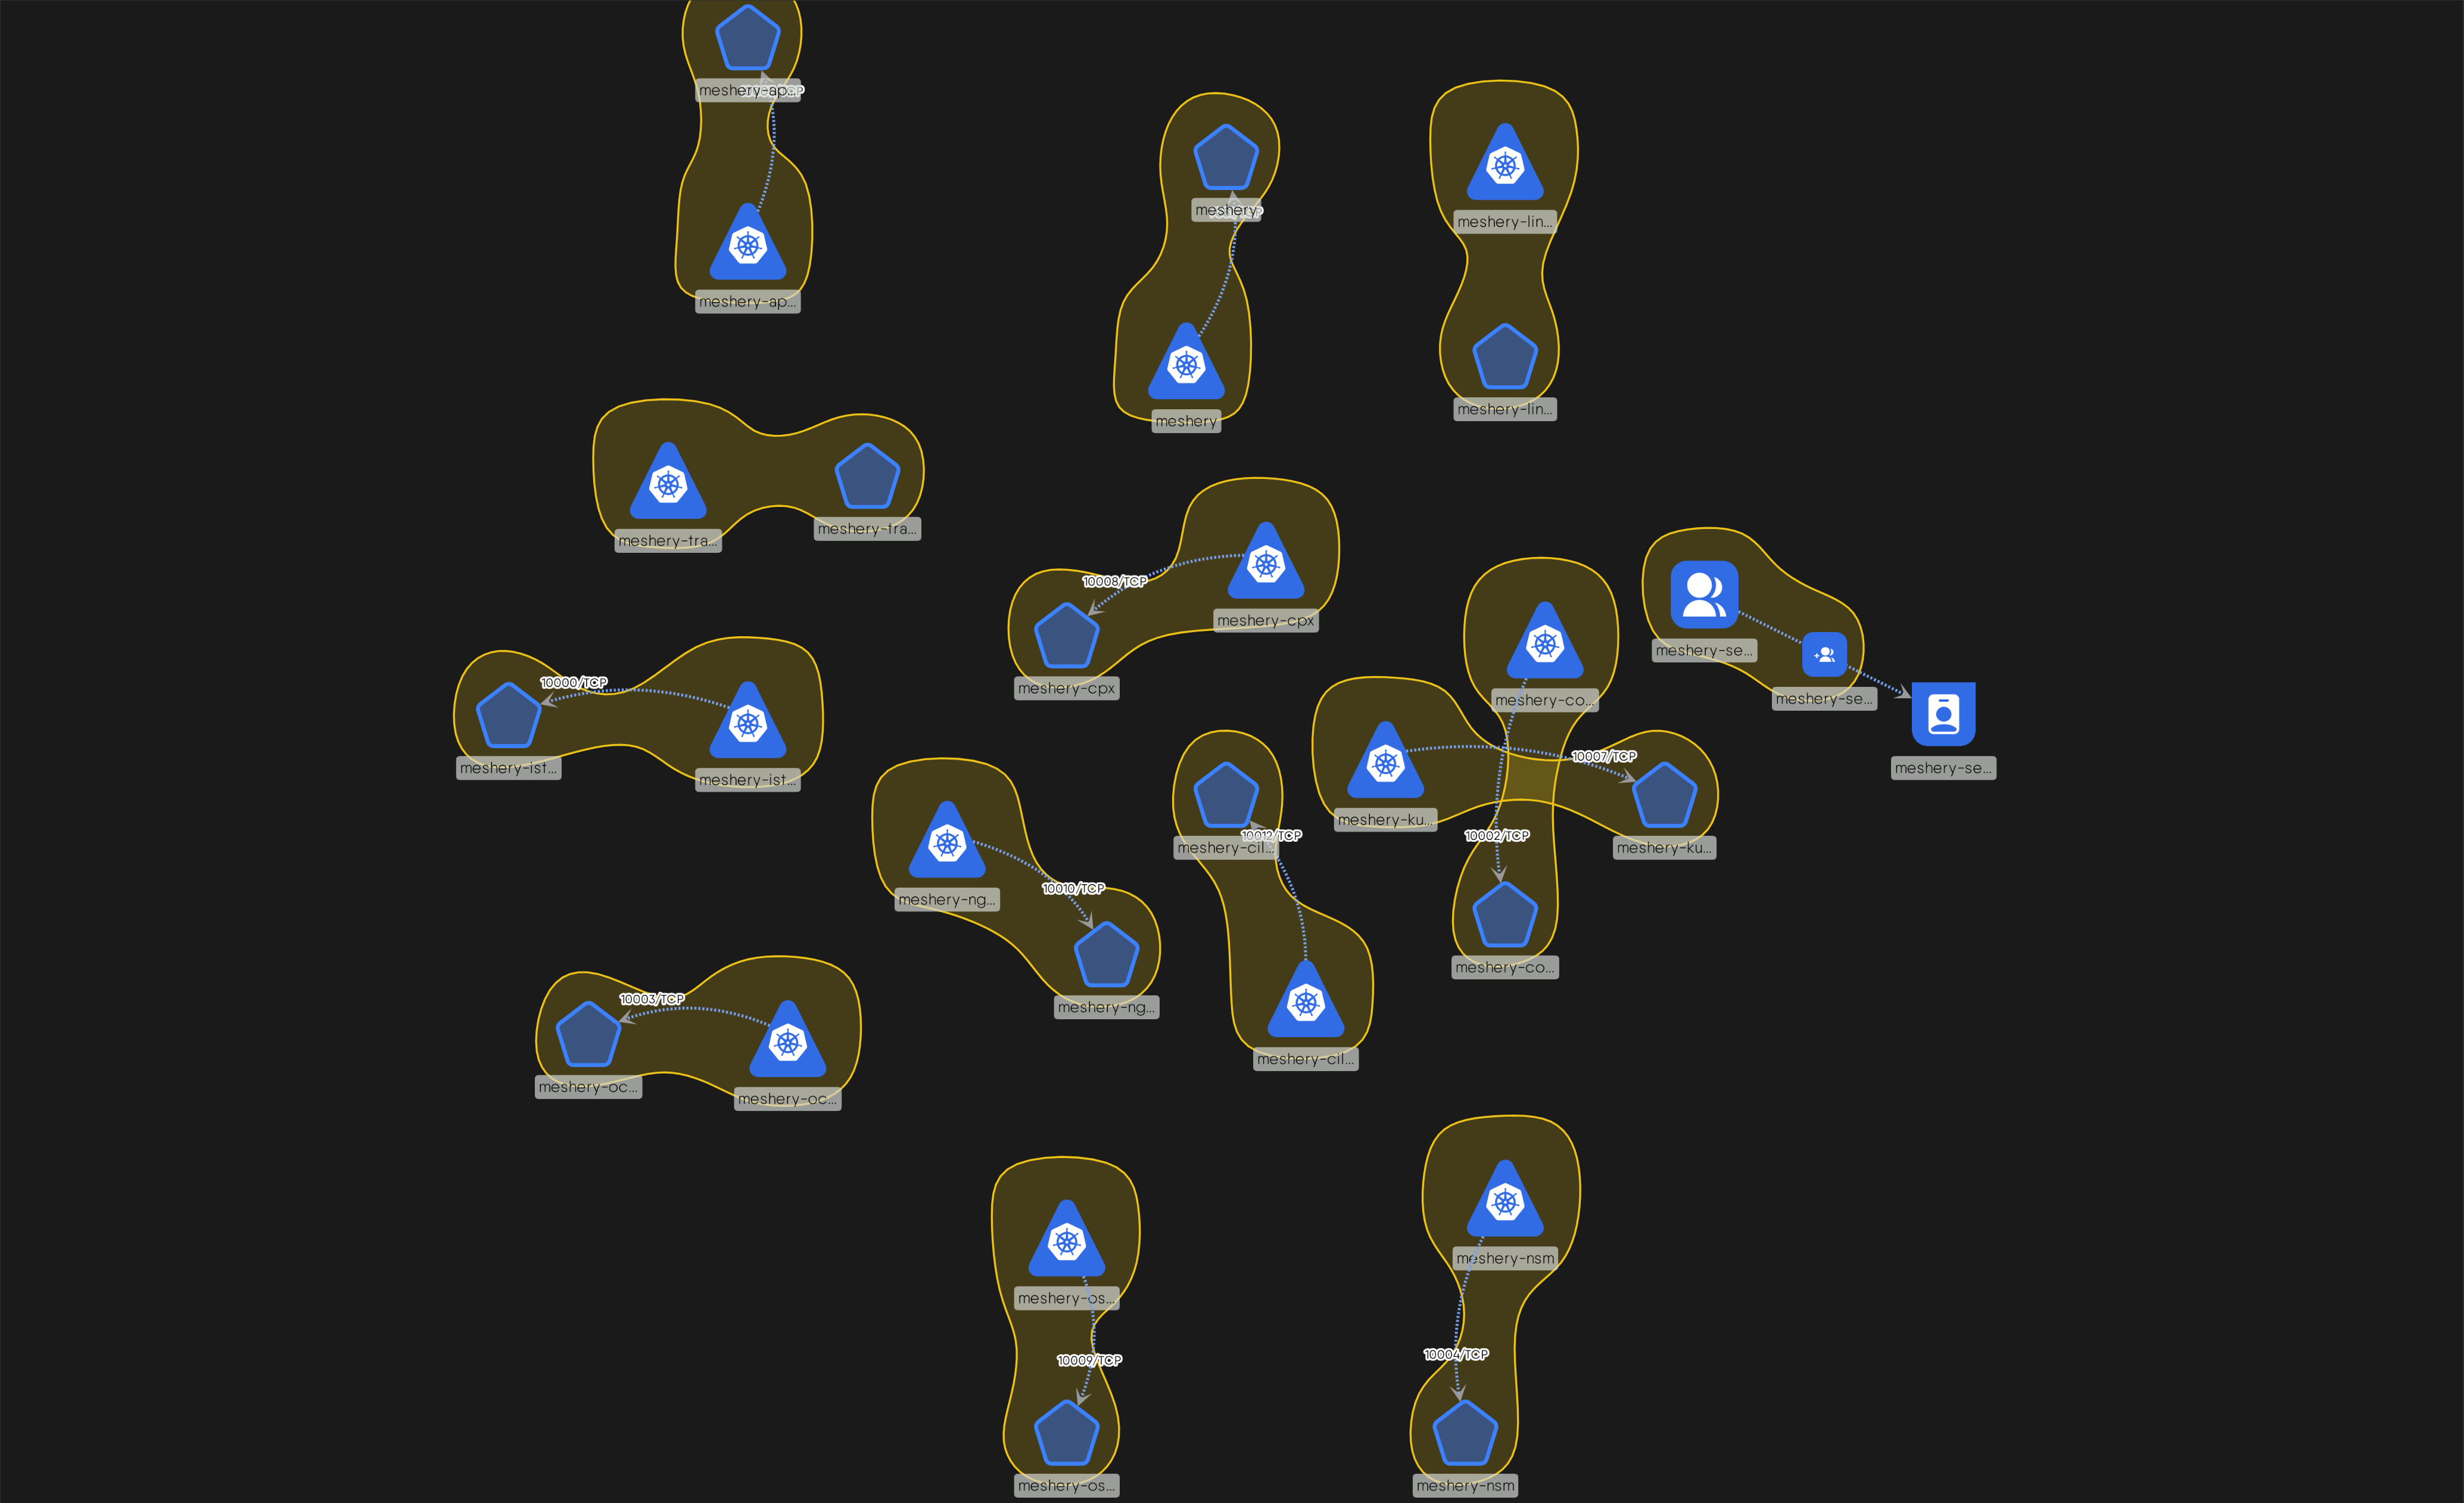 meshery-ap...
meshery-ap...
meshery
meshery
meshery-lin...
meshery-lin...
meshery-tra...
meshery-tra...
10008/TCP
meshery-cpx
meshery-cpx
meshery-se...
meshery-se...
meshery-se...
10000/TCP
meshery-ist...
meshery-ist...
meshery-co...
10002/TCP
meshery-co...
10007/TCP
meshery-ku...
meshery-ku...
10012/TCP
meshery-cil...
meshery-cil...
meshery-ng...
10010/TCP
meshery-ng...
10003/TCP
meshery-oc...
meshery-oc...
meshery-os...
10009/TCP
meshery-os...
meshery-nsm
10004/TCP
meshery-nsm